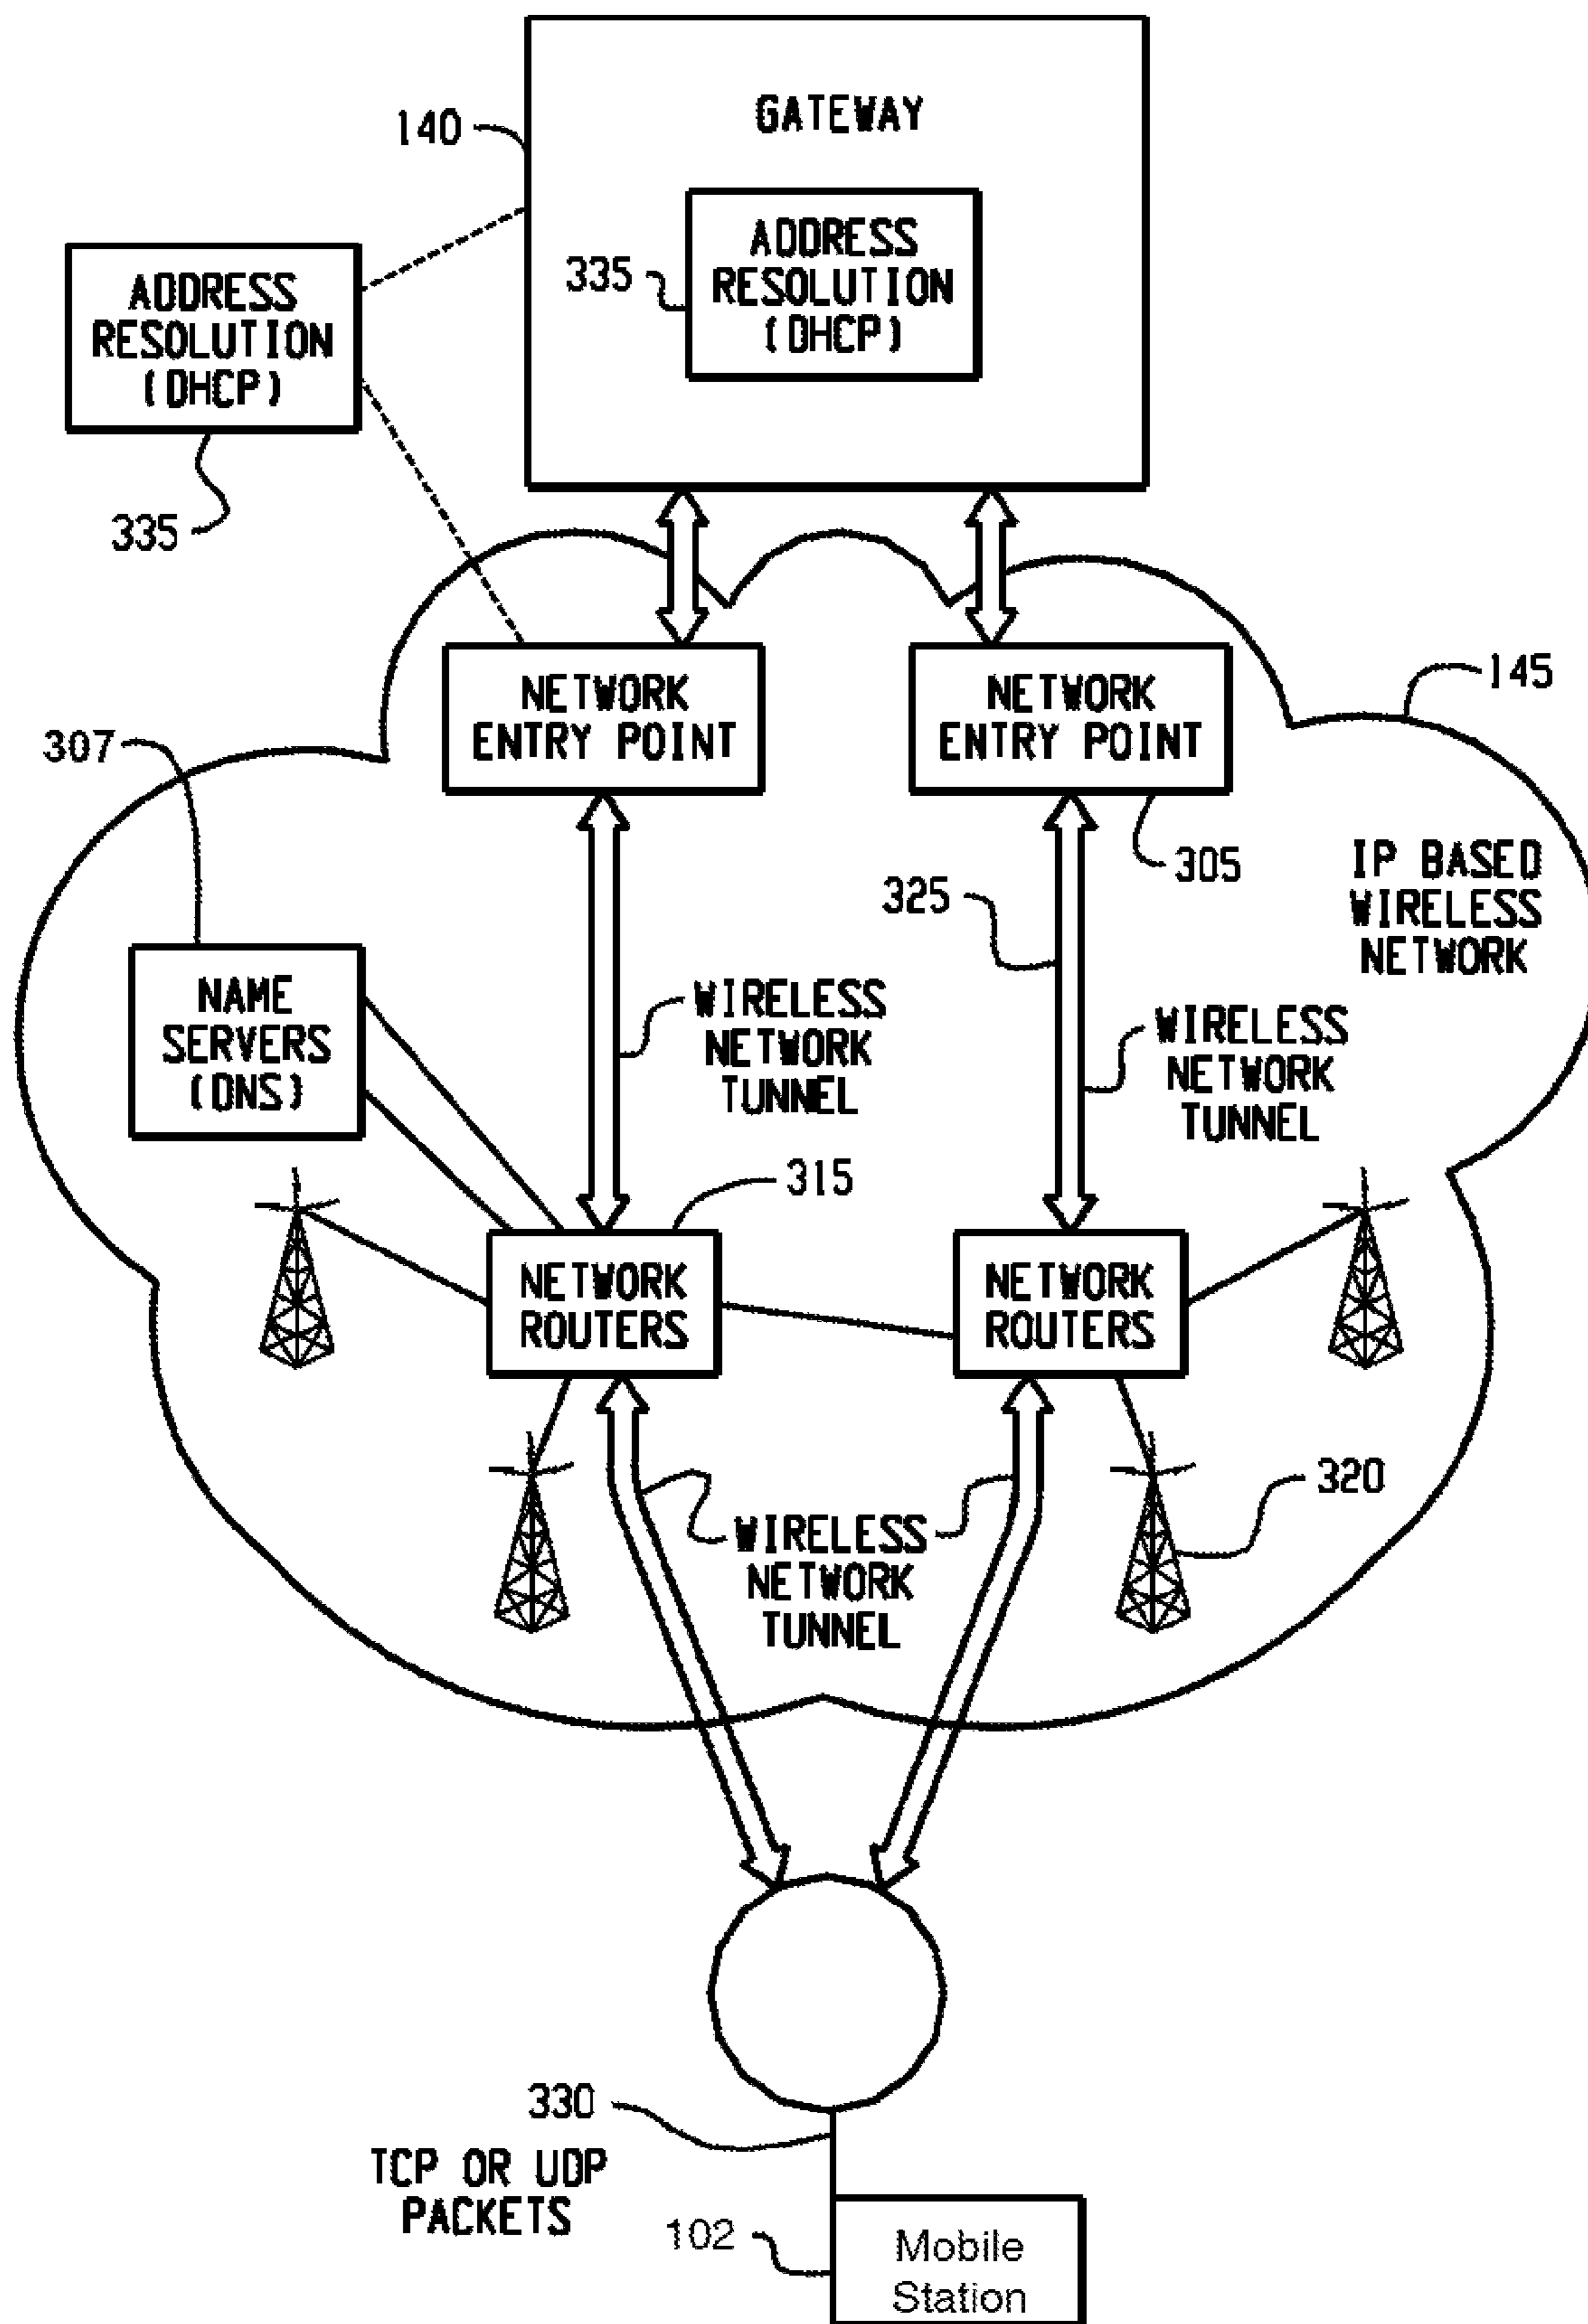 GATEWAY
140
ADDRESS
RESOLUTION
(DHCP)
335
ADDRESS
RESOLUTION
(DHCP)
335
NETWORK
ENTRY POINT
NETWORK
ENTRY POINT
145
307
305
IP BASED
WIRELESS
NETWORK
325
NAME
SERVERS
(DNS)
WIRELESS
NETWORK
TUNNEL
WIRELESS
NETWORK
TUNNEL
315
NETWORK
ROUTERS
NETWORK
ROUTERS
320
WIRELESS
NETWORK
TUNNEL
330
TCP OR UDP
PACKETS
102
Mobile
Station